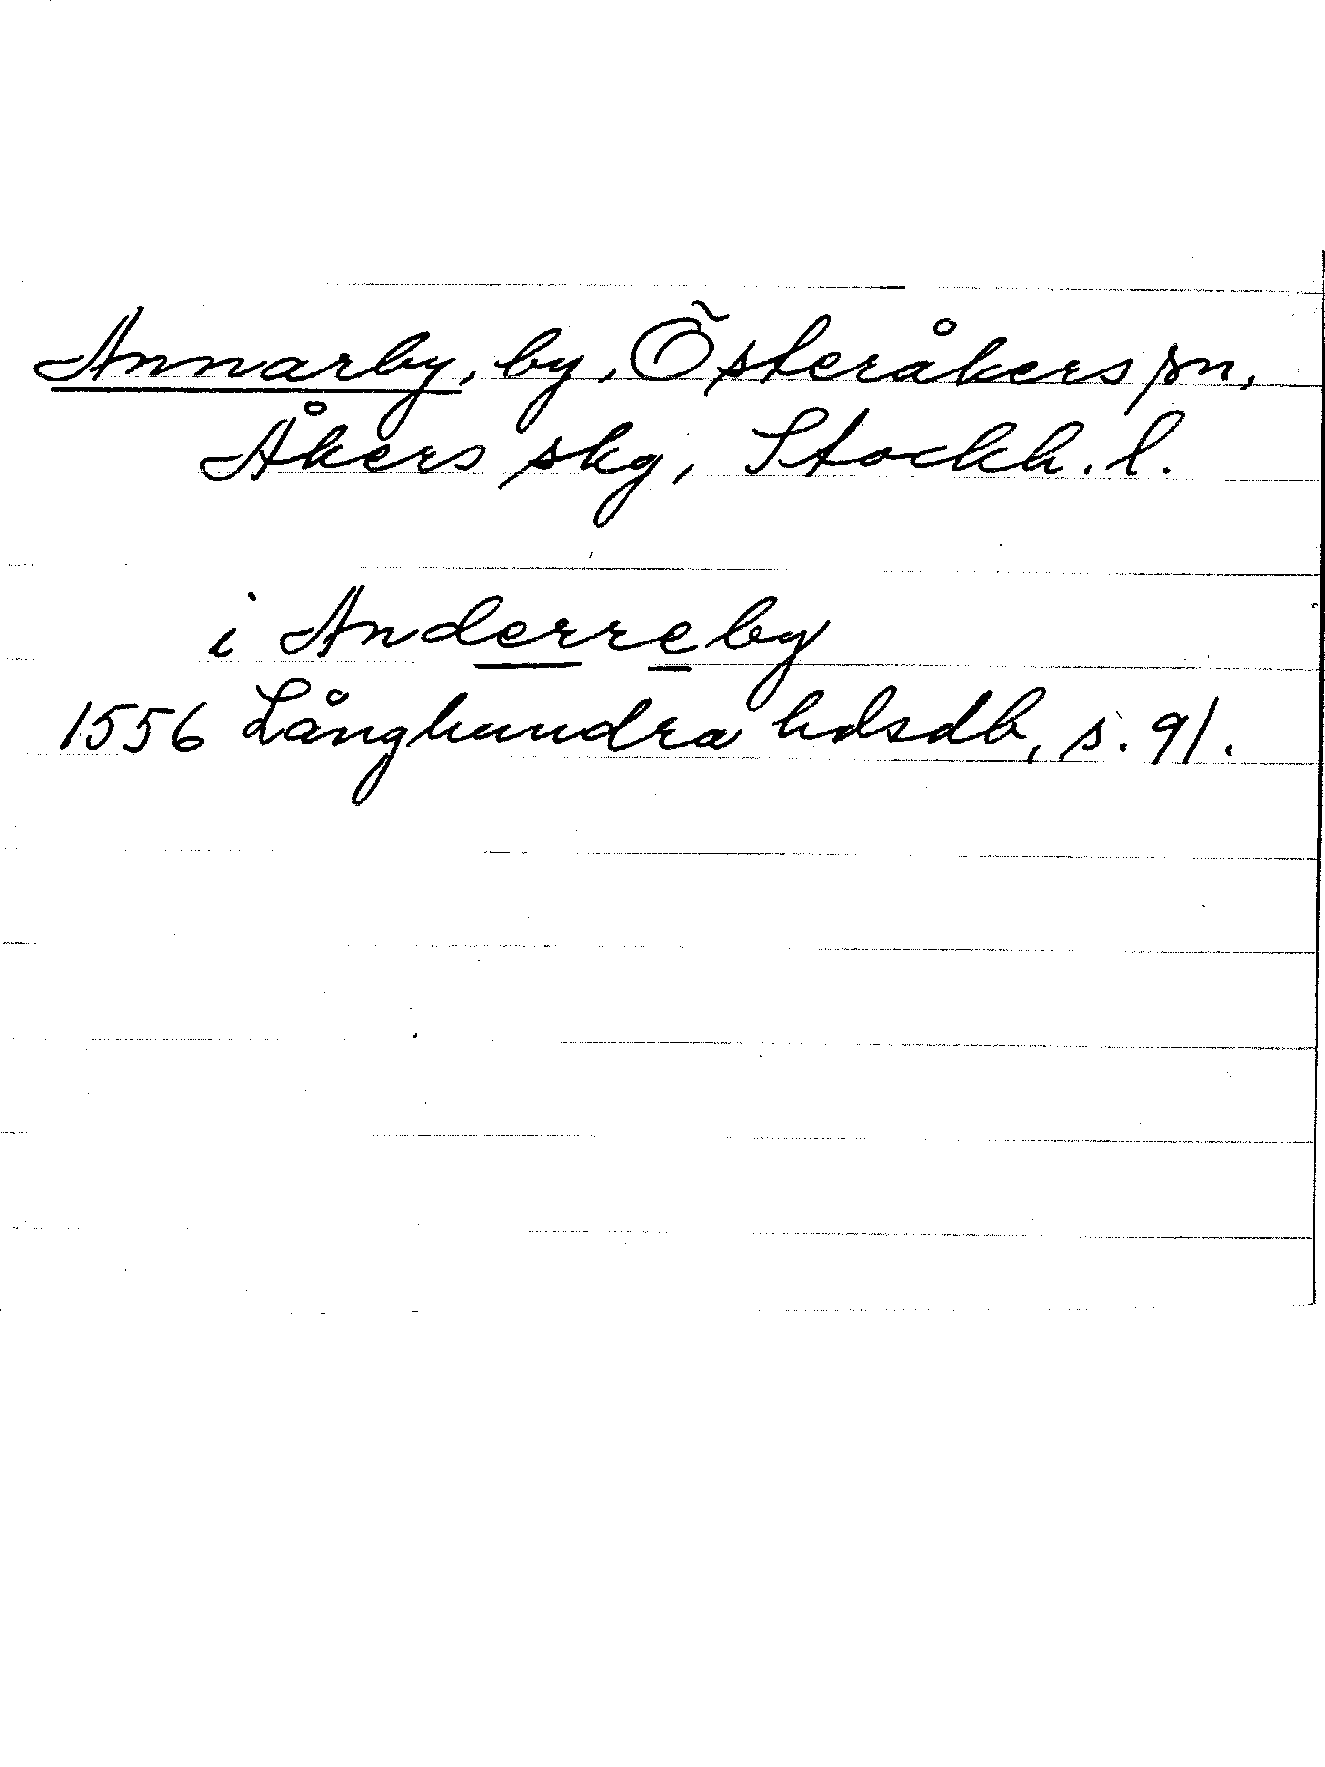 Annarby, by, Österåkers sn,
Åkers skg, Stockh. l.
i Anderreby
1556 Långhundra hdsdb, s. 91.